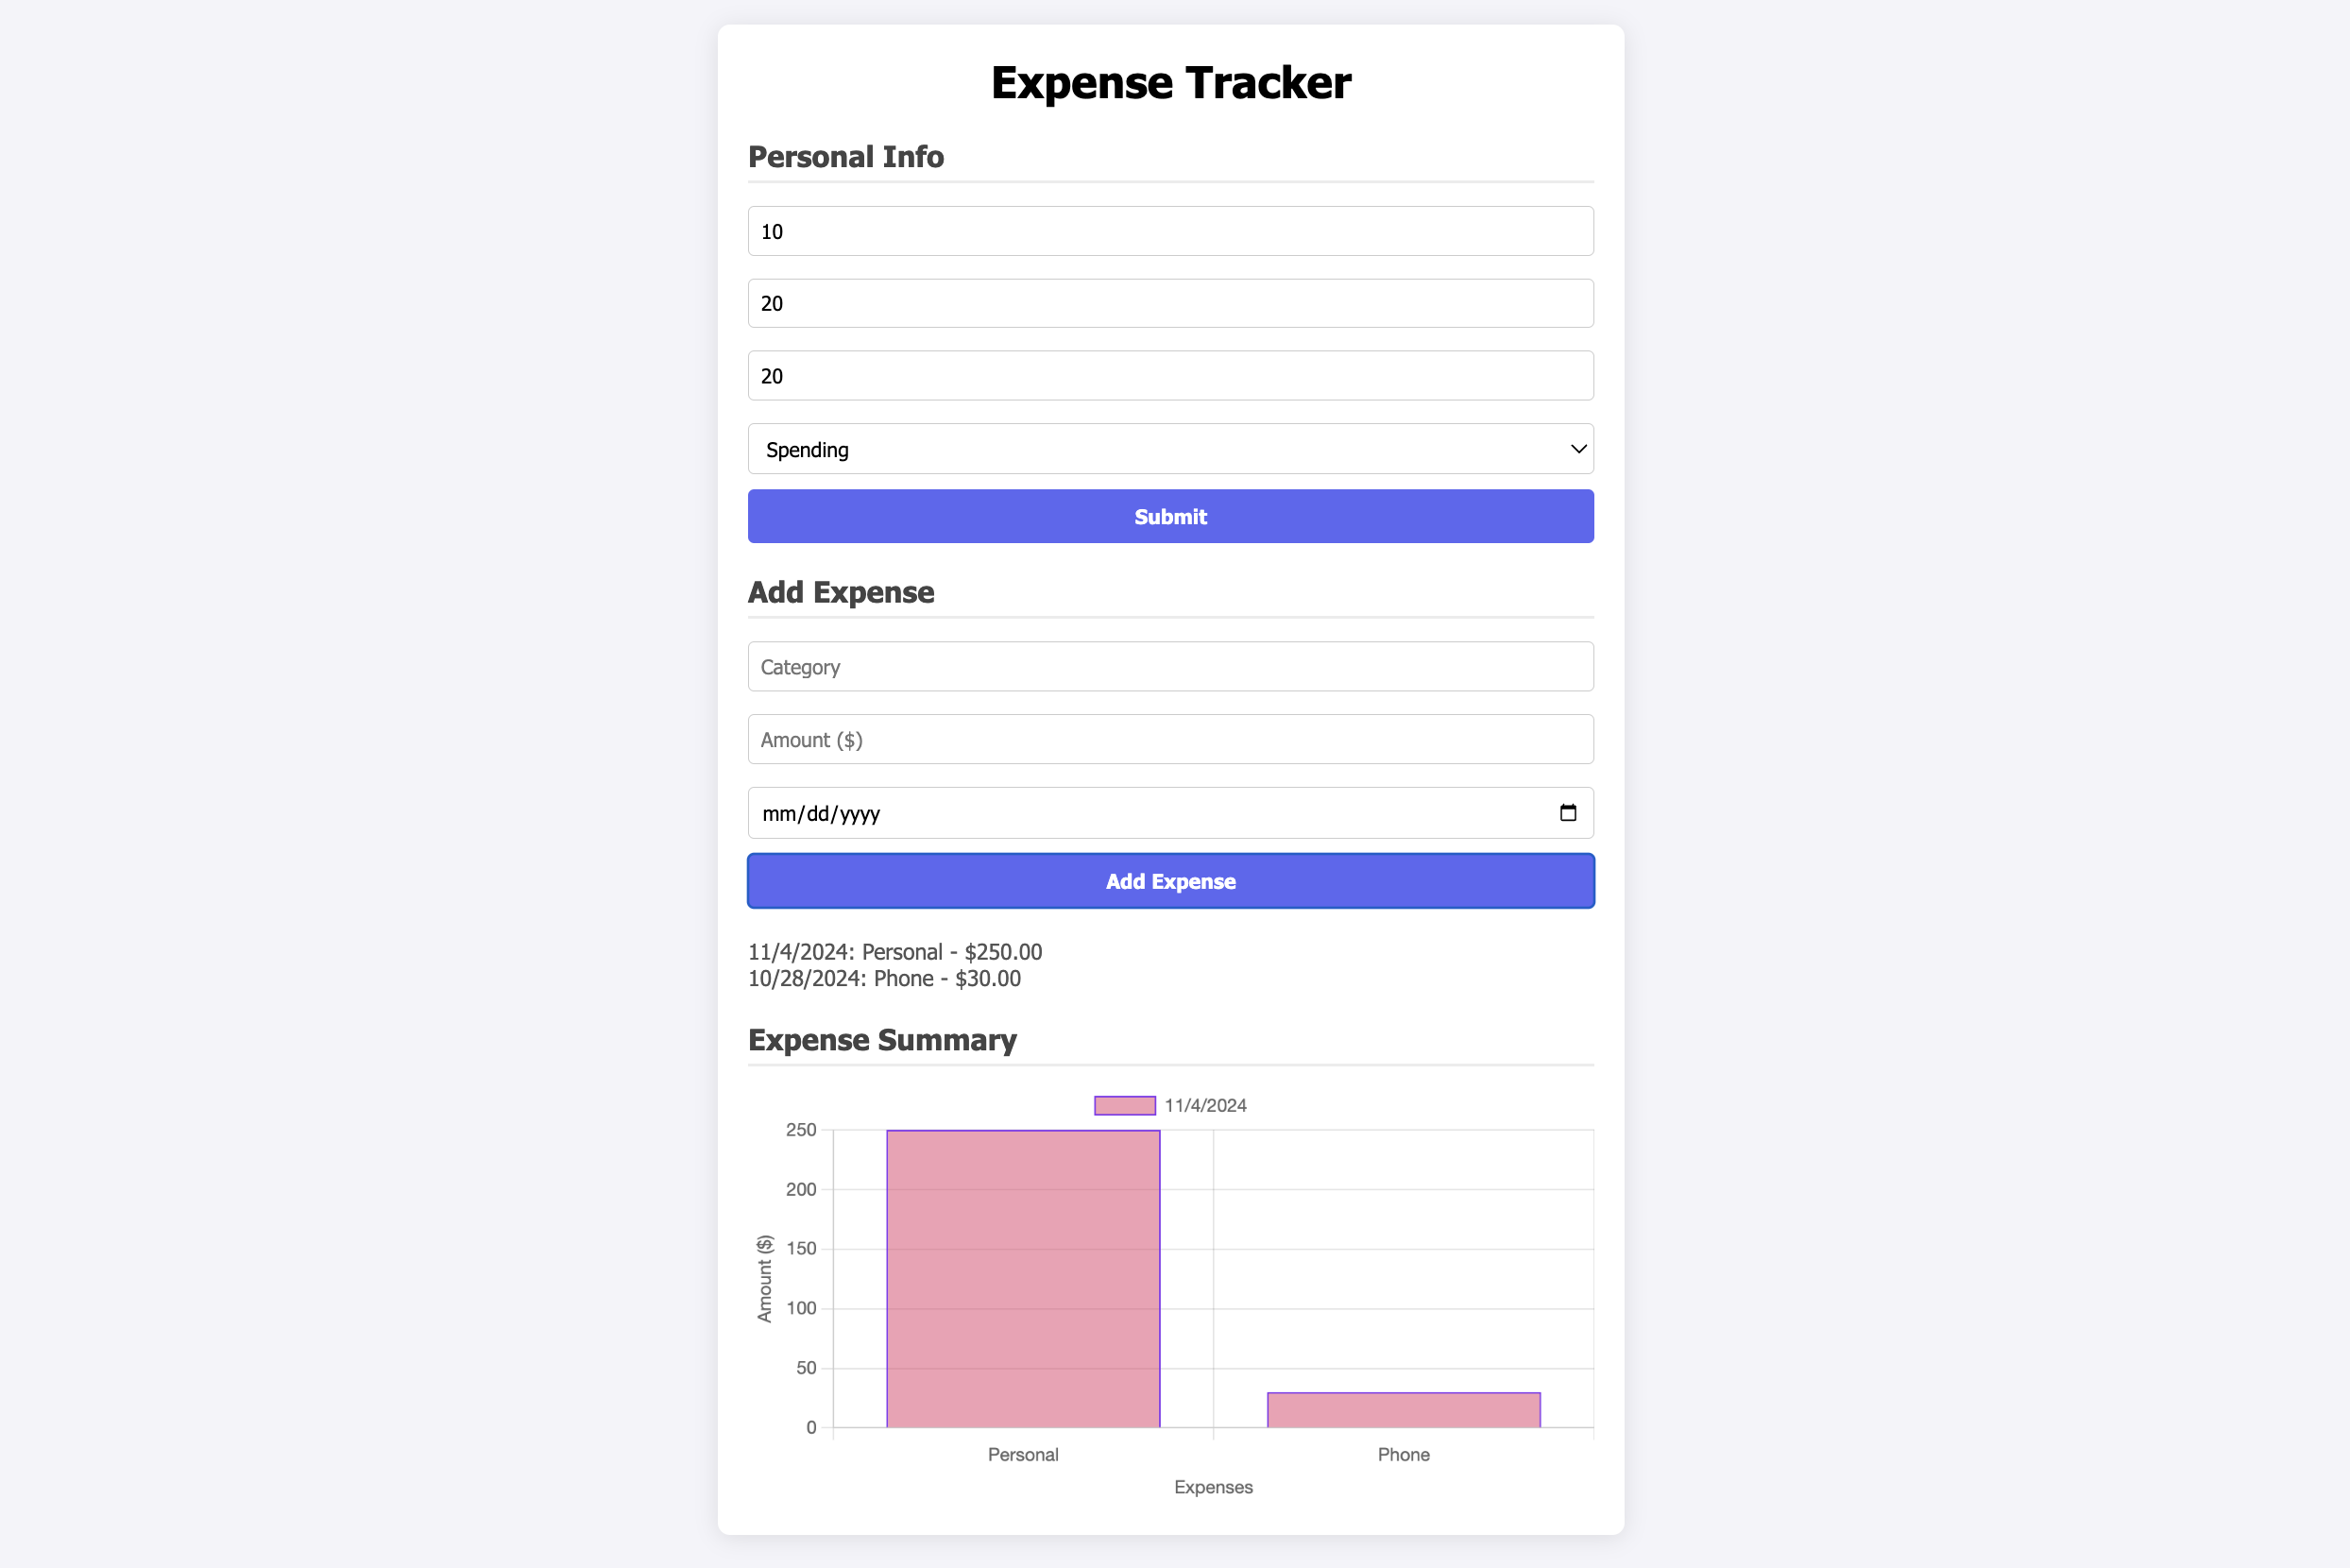 Expense Tracker
Personal Info
10
20
20
Spending
Submit
Add Expense
Category
Amount ($)
mm/dd/yyyy
Add Expense
11/4/2024: Personal - $250.00
10/28/2024: Phone - $30.00
Expense Summary
11/4/2024
250
200
150
100
50
0
Amount ($)
Personal Phone
Expenses